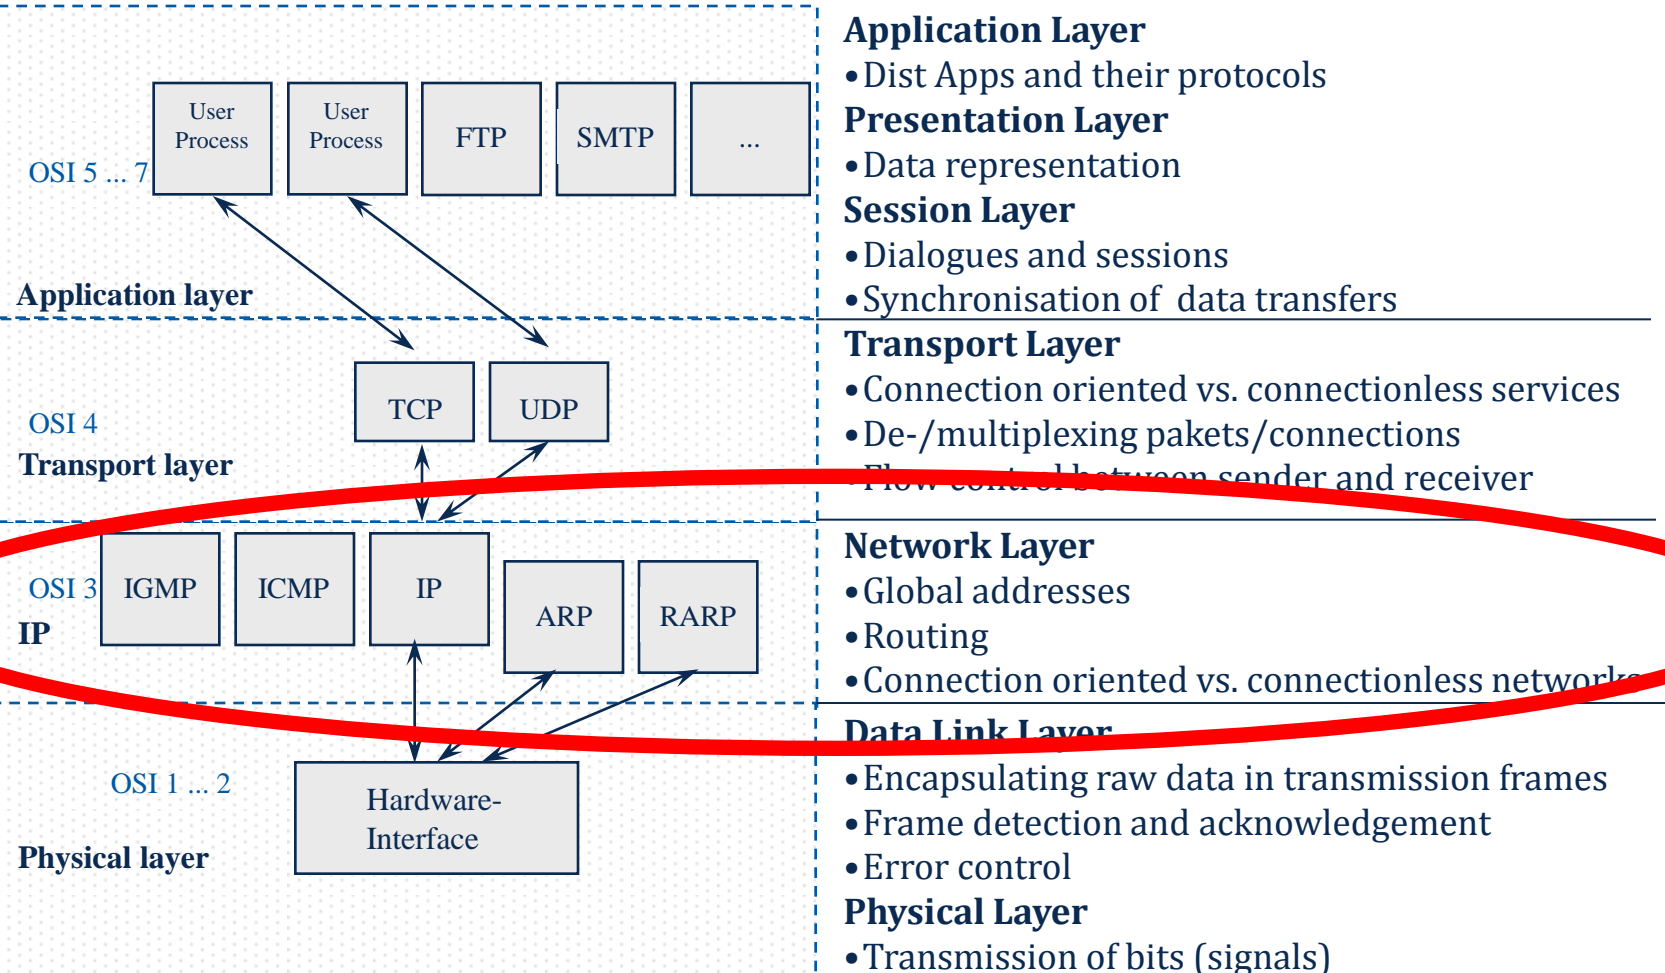 User
Process
User
Process
FTP
SMTP
...
OSI 5 ... 7
Application layer
TCP
UDP
OSI 4
Transport layer
IGMP
ICMP
IP
ARP
RARP
OSI 3
IP
OSI 1 ... 2
Hardware-
Interface
Physical layer
Application Layer
•Dist Apps and their protocols
Presentation Layer
•Data representation
Session Layer
•Dialogues and sessions
•Synchronisation of data transfers
Transport Layer
•Connection oriented vs. connectionless services
•De-/multiplexing pakets/connections
•Flow control between sender and receiver
Network Layer
•Global addresses
•Routing
•Connection oriented vs. connectionless networks
Data Link Layer
•Encapsulating raw data in transmission frames
•Frame detection and acknowledgement
•Error control
Physical Layer
•Transmission of bits (signals)